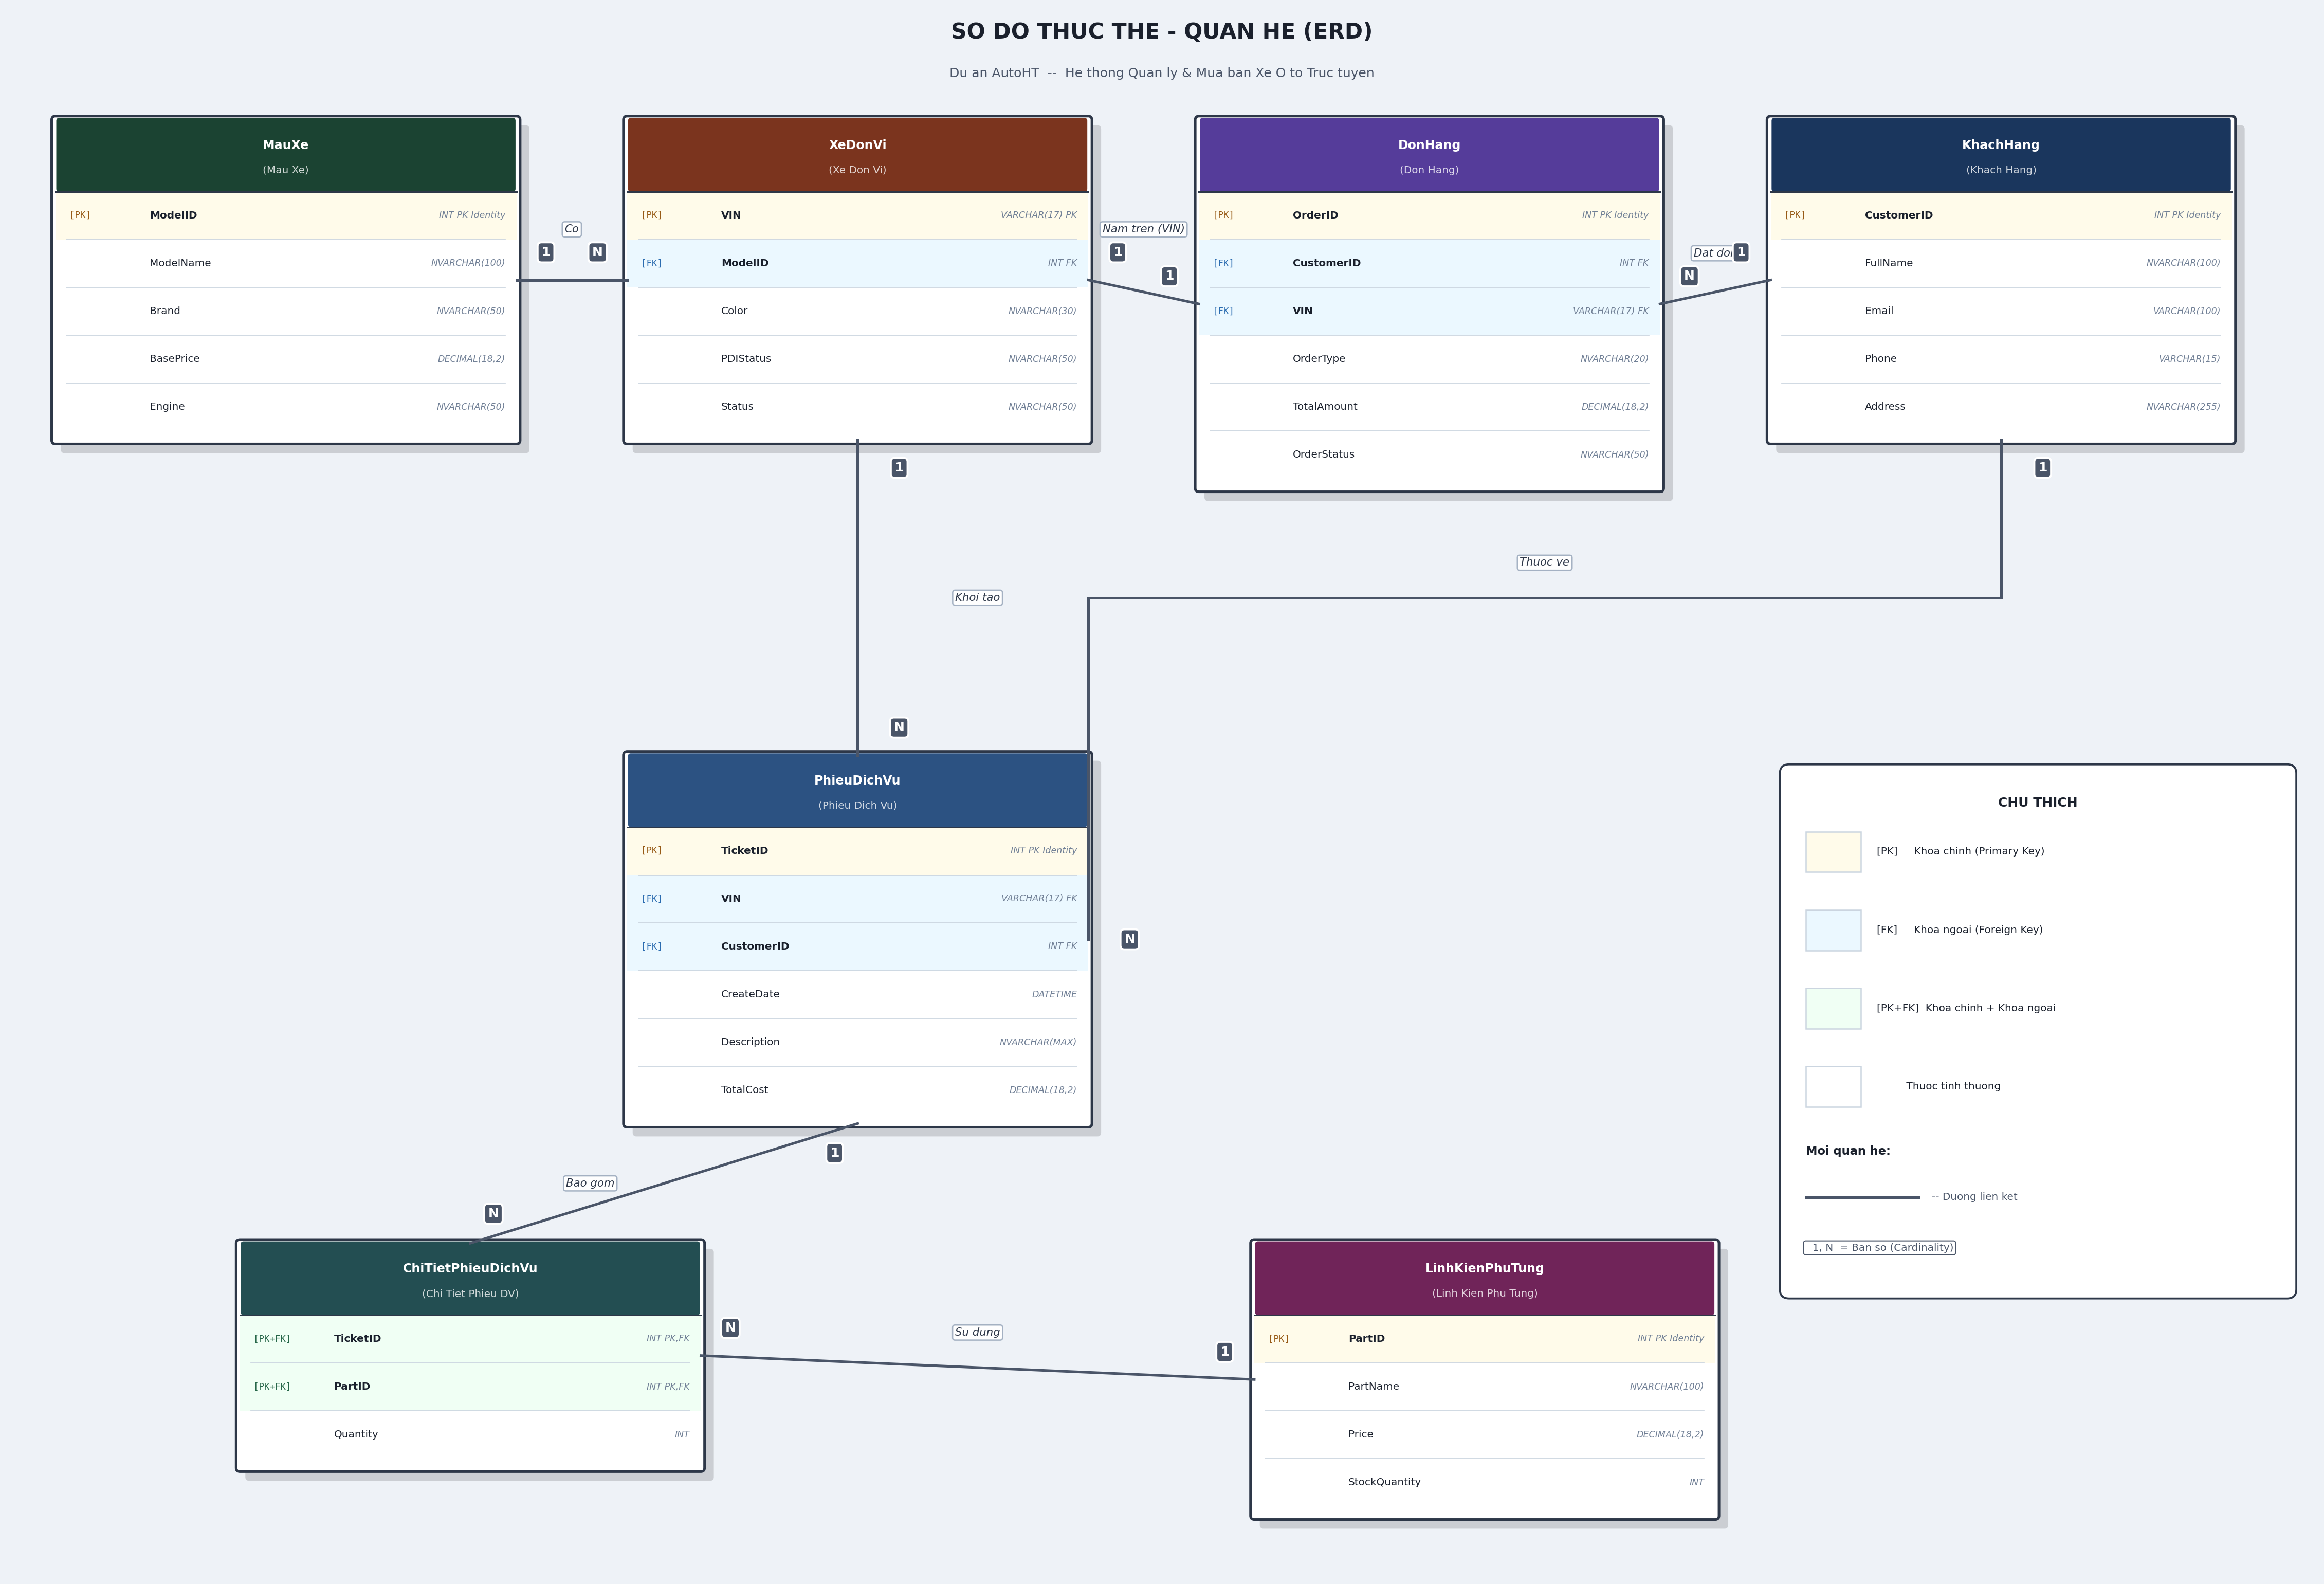 SO DO THUC THE - QUAN HE (ERD)
Du an AutoHT -- He thong Quan ly & Mua ban Xe O to Truc tuyen
MauXe
(Mau Xe)
[PK] ModelID INT PK Identity
ModelName NVARCHAR(100)
Brand NVARCHAR(50)
BasePrice DECIMAL(18,2)
Engine NVARCHAR(50)
Co
1 N
XeDonVi
(Xe Don Vi)
[PK] VIN VARCHAR(17) PK
[FK] ModelID INT FK
Color NVARCHAR(30)
PDIStatus NVARCHAR(50)
Status NVARCHAR(50)
Nam tren (VIN)
1
1
DonHang
(Don Hang)
[PK] OrderID INT PK Identity
[FK] CustomerID INT FK
[FK] VIN VARCHAR(17) FK
OrderType NVARCHAR(20)
TotalAmount DECIMAL(18,2)
OrderStatus NVARCHAR(50)
Dat 1
N
KhachHang
(Khach Hang)
[PK] CustomerID INT PK Identity
FullName NVARCHAR(100)
Email VARCHAR(100)
Phone VARCHAR(15)
Address NVARCHAR(255)
1
1
Thuoc ve
Khoi tao
N
PhieuDichVu
(Phieu Dich Vu)
[PK] TicketID INT PK Identity
[FK] VIN VARCHAR(17) FK
[FK] CustomerID INT FK
CreateDate DATETIME
Description NVARCHAR(MAX)
TotalCost DECIMAL(18,2)
N
1
Bao gom
N
ChiTietPhieuDichVu
(Chi Tiet Phieu DV)
[PK+FK] TicketID INT PK,FK
[PK+FK] PartID INT PK,FK
Quantity INT
N
Su dung
1
LinhKienPhuTung
(Linh Kien Phu Tung)
[PK] PartID INT PK Identity
PartName NVARCHAR(100)
Price DECIMAL(18,2)
StockQuantity INT
CHU THICH
[PK] Khoa chinh (Primary Key)
[FK] Khoa ngoai (Foreign Key)
[PK+FK] Khoa chinh + Khoa ngoai
Thuoc tinh thuong
Moi quan he:
-- Duong lien ket
1, N = Ban so (Cardinality)